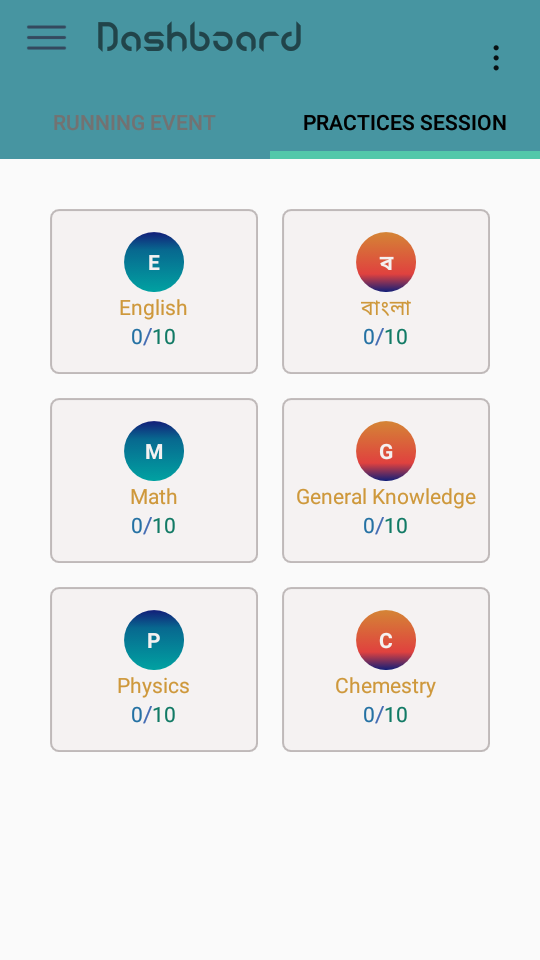 Dashboard
RUNNING EVENT
PRACTICES SESSION
E
English
0/10
ব
বাংলা
0/10
M
Math
0/10
G
General Knowledge
0/10
P
Physics
0/10
C
Chemestry
0/10